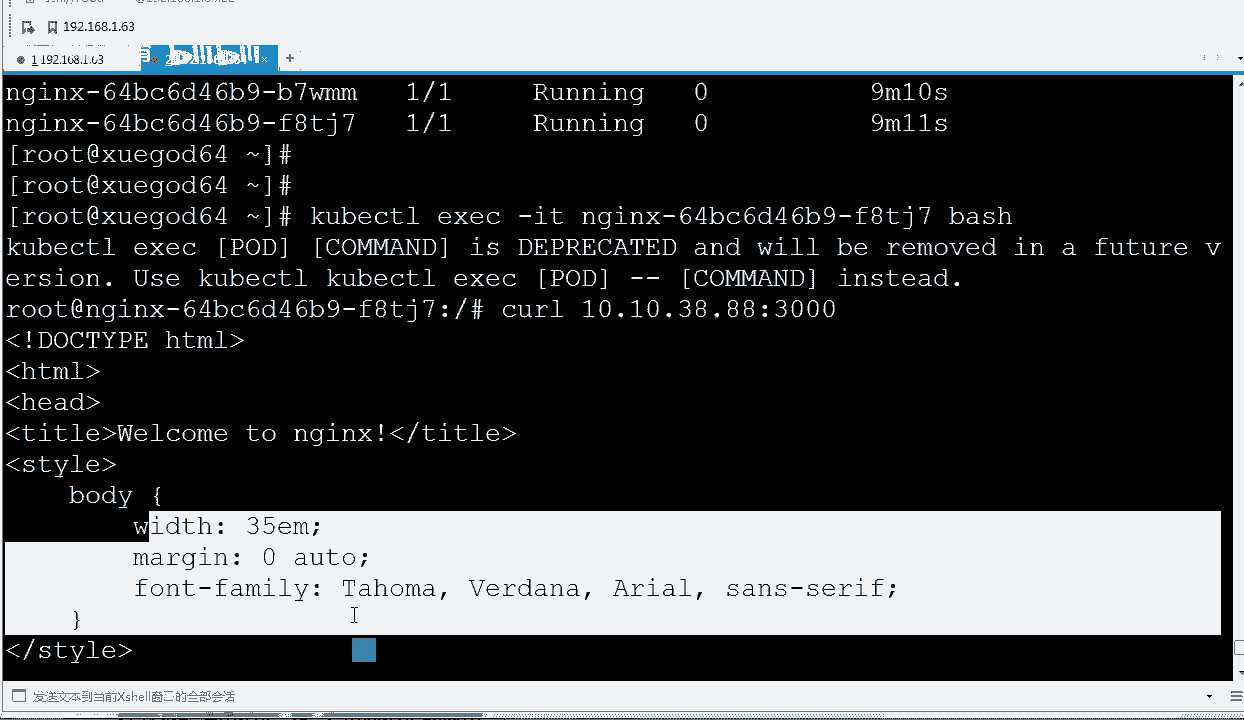 192.168.1.63
1 192.168.1.63
nginx-64bc6d46b9-b7wmm   1/1     Running   0          9m10s
nginx-64bc6d46b9-f8tj7   1/1     Running   0          9m11s
[root@xuegod64 ~]#
[root@xuegod64 ~]#
[root@xuegod64 ~]# kubectl exec -it nginx-64bc6d46b9-f8tj7 bash
kubectl exec [POD] [COMMAND] is DEPRECATED and will be removed in a future v
ersion. Use kubectl kubectl exec [POD] -- [COMMAND] instead.
root@nginx-64bc6d46b9-f8tj7:/# curl 10.10.38.88:3000
<!DOCTYPE html>
<html>
<head>
<title>Welcome to nginx!</title>
<style>
    body {
        width: 35em;
        margin: 0 auto;
        font-family: Tahoma, Verdana, Arial, sans-serif;
    }
</style>
发送文本到当前Xshell窗口的全部会话